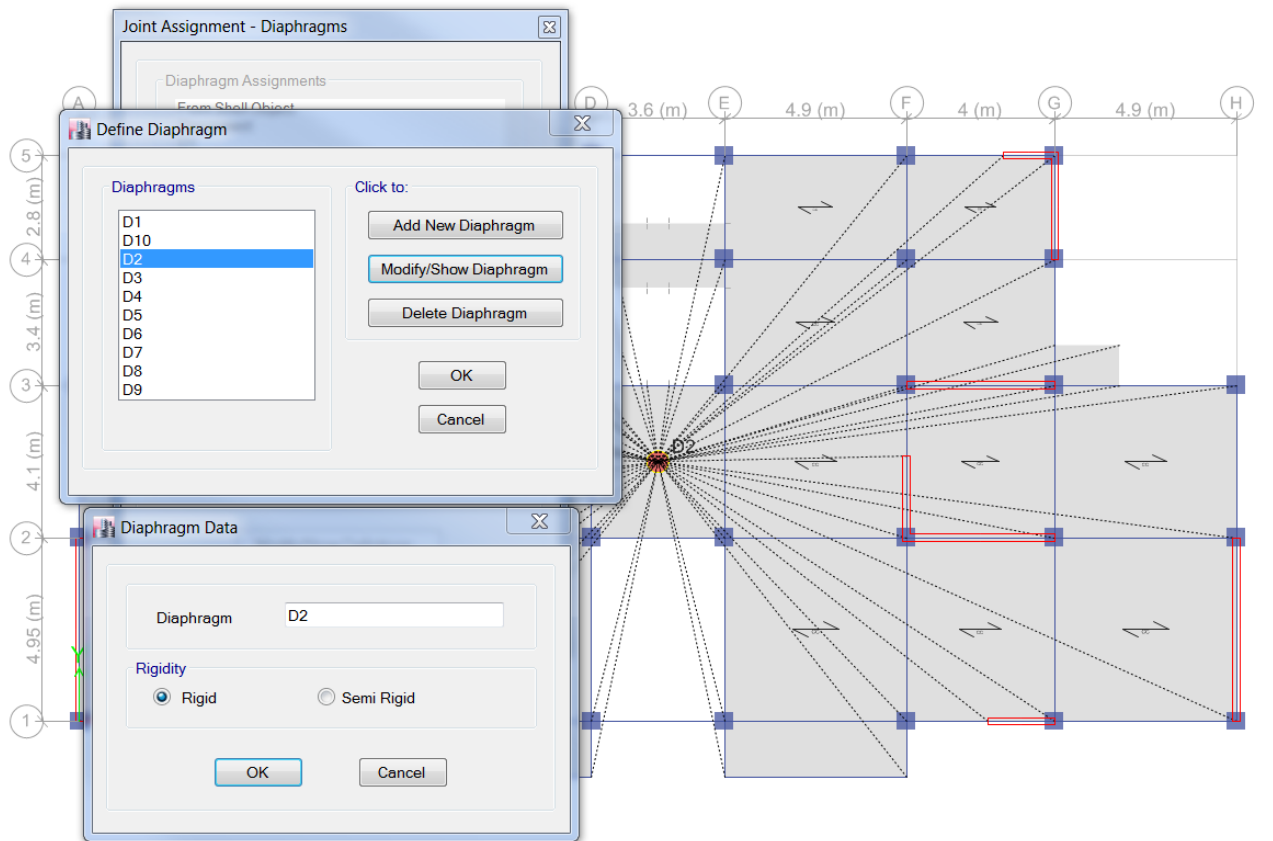 Joint Assignment - Diaphragms
Diaphragm Assignments
From Shell Object
A
D
E
F
G
H
3.6 (m)
4.9 (m)
4 (m)
4.9 (m)
Define Diaphragm
Diaphragms
D1
D10
D2
D3
D4
D5
D6
D7
D8
D9
Click to:
Add New Diaphragm
Modify/Show Diaphragm
Delete Diaphragm
OK
Cancel
5
2.8 (m)
4
3.4 (m)
3
4.1 (m)
2
4.95 (m)
1
D2
Y
Diaphragm Data
Diaphragm
D2
Rigidity
Rigid
Semi Rigid
OK
Cancel